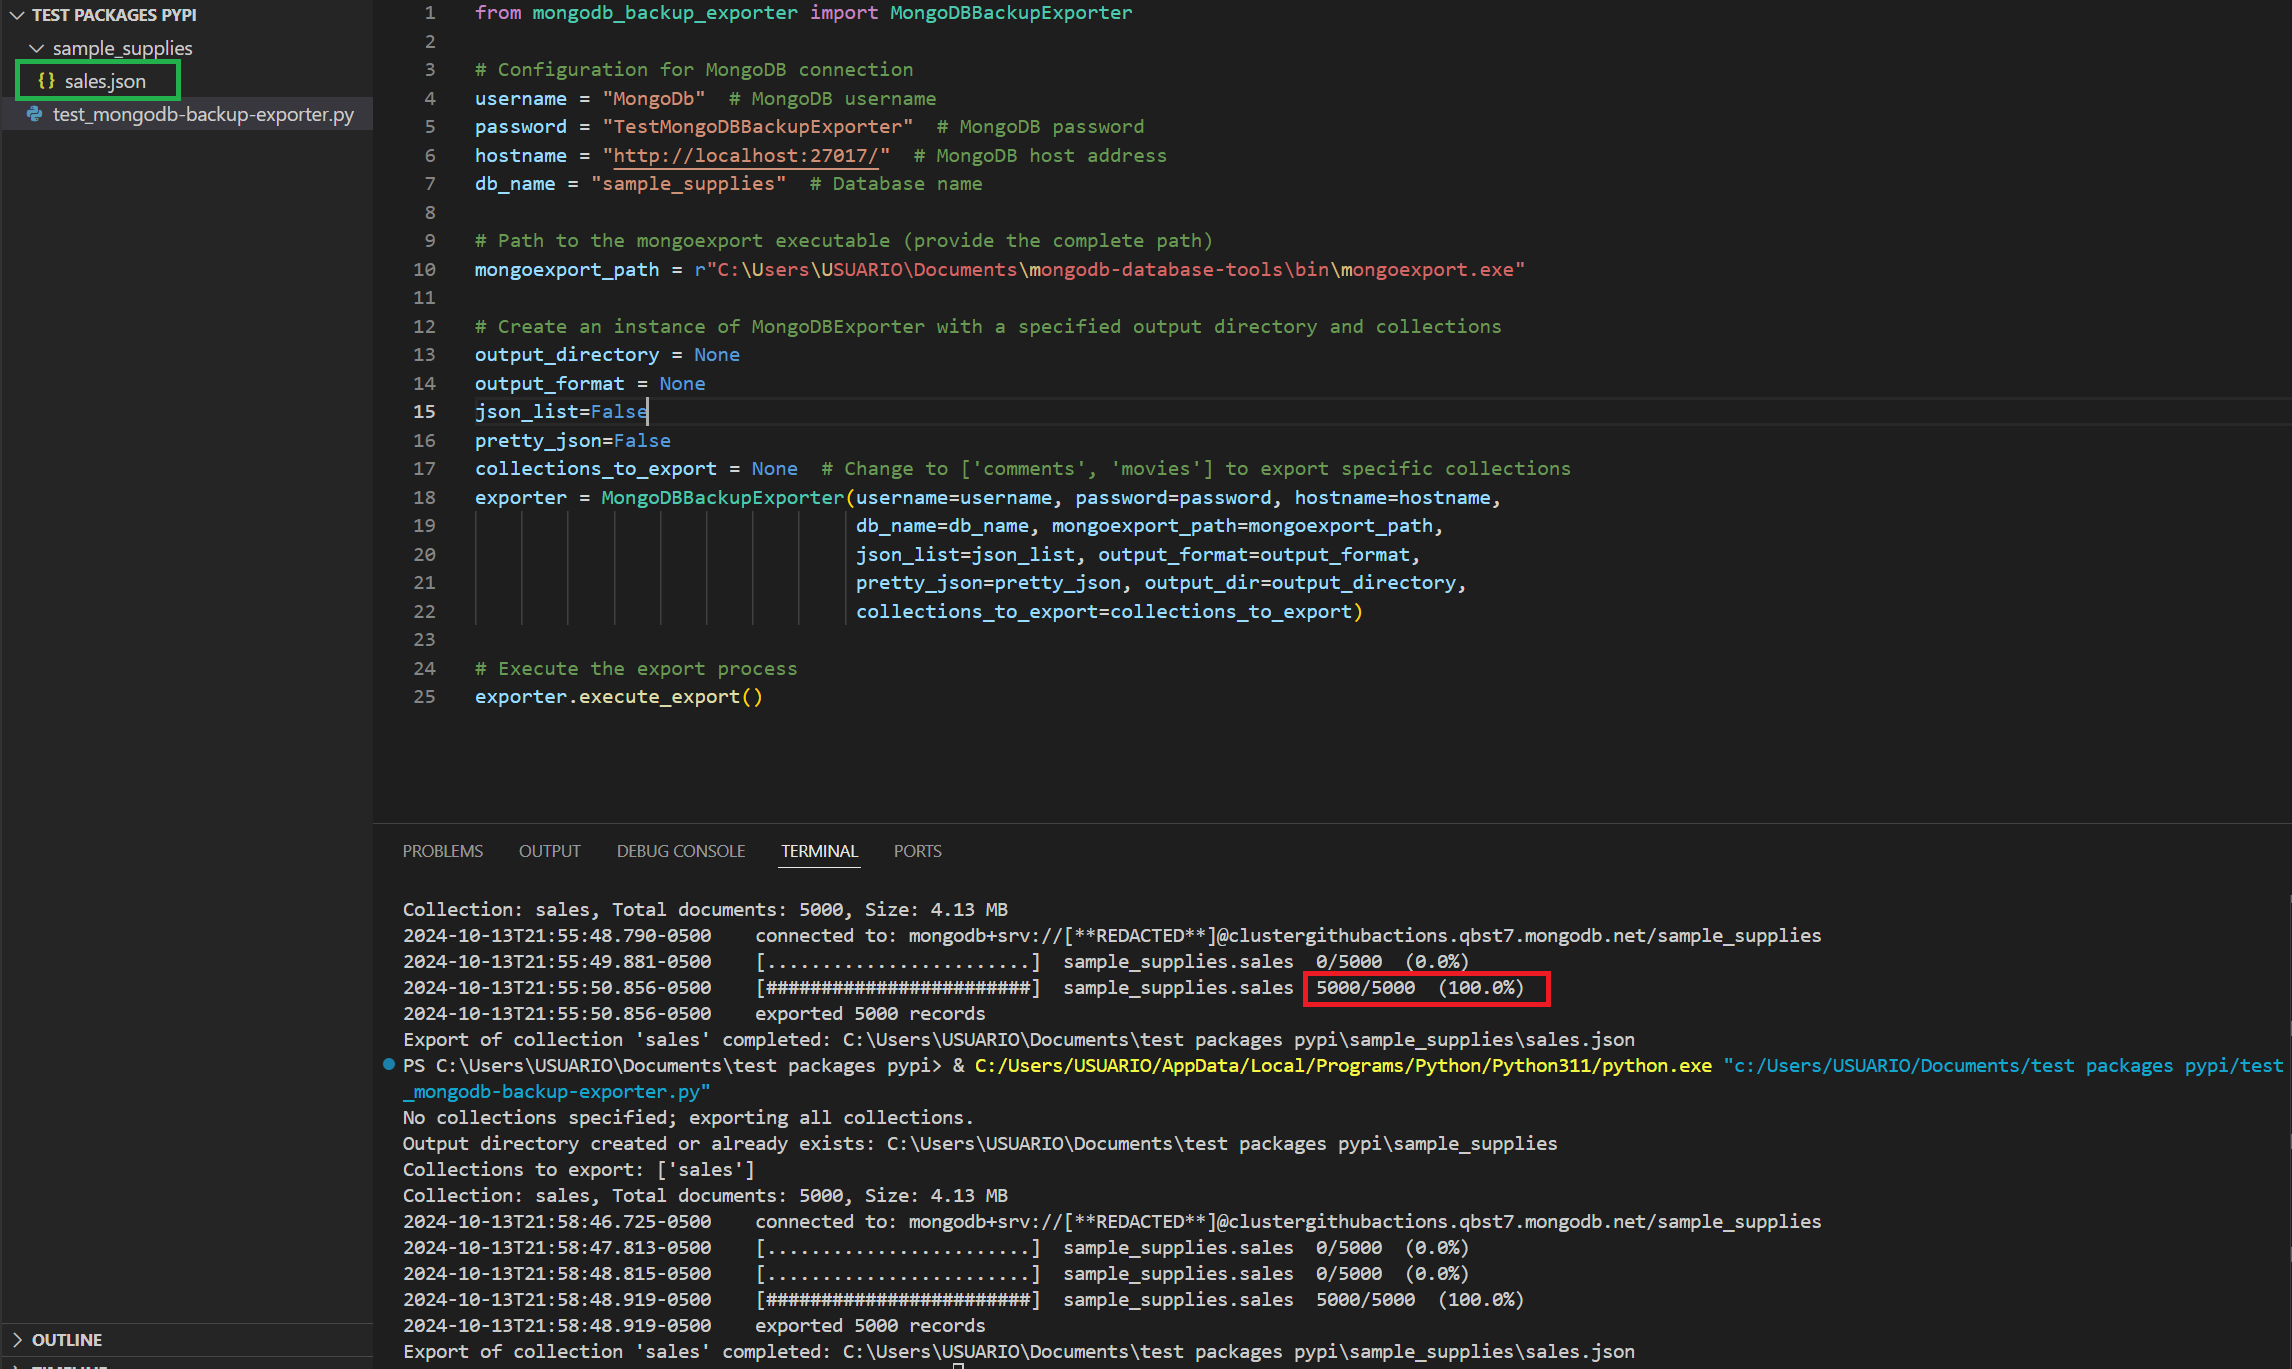 TEST PACKAGES PYPI
sample_supplies
{} sales.json
test_mongodb-backup-exporter.py
OUTLINE
1 from mongodb_backup_exporter import MongoDBBackupExporter
2
3 # Configuration for MongoDB connection
4 username = "MongoDb"  # MongoDB username
5 password = "TestMongoDBBackupExporter"  # MongoDB password
6 hostname = "http://localhost:27017/"  # MongoDB host address
7 db_name = "sample_supplies"  # Database name
8
9 # Path to the mongoexport executable (provide the complete path)
10 mongoexport_path = r"C:\Users\USUARIO\Documents\mongodb-database-tools\bin\mongoexport.exe"
11
12 # Create an instance of MongoDBExporter with a specified output directory and collections
13 output_directory = None
14 output_format = None
15 json_list=False
16 pretty_json=False
17 collections_to_export = None  # Change to ['comments', 'movies'] to export specific collections
18 exporter = MongoDBBackupExporter(username=username, password=password, hostname=hostname,
19 db_name=db_name, mongoexport_path=mongoexport_path,
20 json_list=json_list, output_format=output_format,
21 pretty_json=pretty_json, output_dir=output_directory,
22 collections_to_export=collections_to_export)
23
24 # Execute the export process
25 exporter.execute_export()
PROBLEMS OUTPUT DEBUG CONSOLE TERMINAL PORTS
Collection: sales, Total documents: 5000, Size: 4.13 MB
2024-10-13T21:55:48.790-0500    connected to: mongodb+srv://[**REDACTED**]@clustergithubactions.qbst7.mongodb.net/sample_supplies
2024-10-13T21:55:49.881-0500    [........................]  sample_supplies.sales  0/5000  (0.0%)
2024-10-13T21:55:50.856-0500    [########################]  sample_supplies.sales  5000/5000  (100.0%)
2024-10-13T21:55:50.856-0500    exported 5000 records
Export of collection 'sales' completed: C:\Users\USUARIO\Documents\test packages pypi\sample_supplies\sales.json
PS C:\Users\USUARIO\Documents\test packages pypi> & C:/Users/USUARIO/AppData/Local/Programs/Python/Python311/python.exe "c:/Users/USUARIO/Documents/test packages pypi/test
_mongodb-backup-exporter.py"
No collections specified; exporting all collections.
Output directory created or already exists: C:\Users\USUARIO\Documents\test packages pypi\sample_supplies
Collections to export: ['sales']
Collection: sales, Total documents: 5000, Size: 4.13 MB
2024-10-13T21:58:46.725-0500    connected to: mongodb+srv://[**REDACTED**]@clustergithubactions.qbst7.mongodb.net/sample_supplies
2024-10-13T21:58:47.813-0500    [........................]  sample_supplies.sales  0/5000  (0.0%)
2024-10-13T21:58:48.815-0500    [........................]  sample_supplies.sales  0/5000  (0.0%)
2024-10-13T21:58:48.919-0500    [########################]  sample_supplies.sales  5000/5000  (100.0%)
2024-10-13T21:58:48.919-0500    exported 5000 records
Export of collection 'sales' completed: C:\Users\USUARIO\Documents\test packages pypi\sample_supplies\sales.json